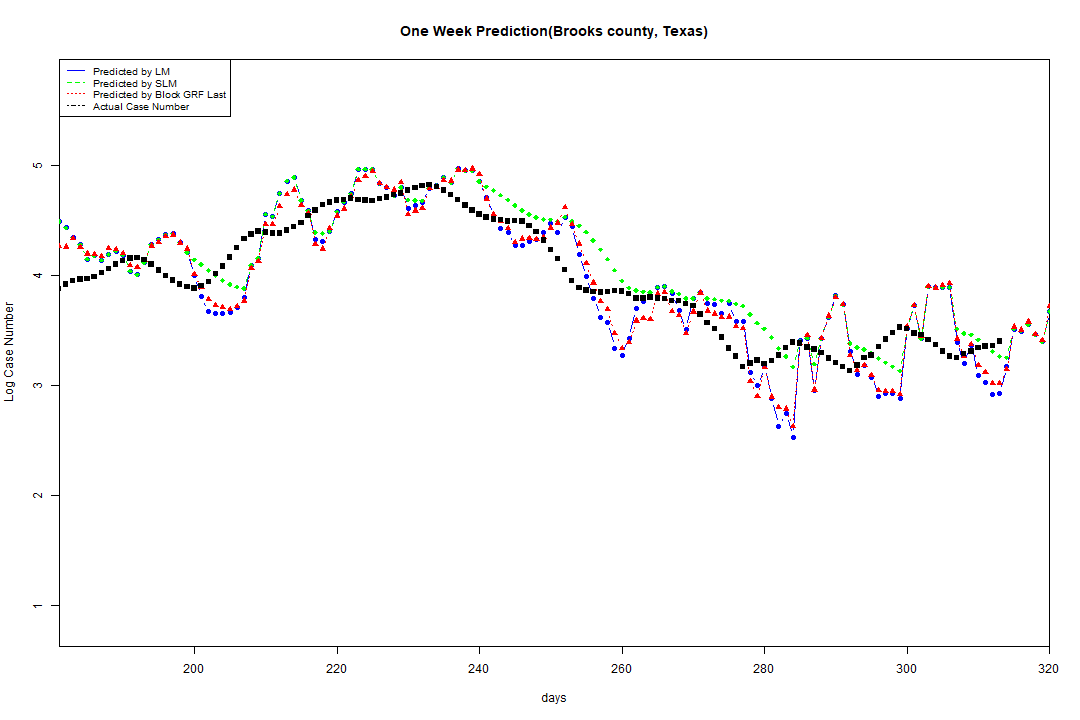 One Week Prediction(Brooks county, Texas)
Predicted by LM
Predicted by SLM
Predicted by Block GRF Last
Actual Case Number
5
4
3
2
1
Log Case Number
200 220 240 260 280 300 320
days